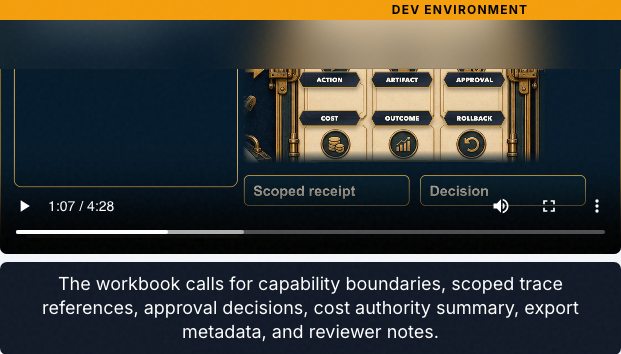 DEV ENVIRONMENT
ACTION ARTIFACT APPROVAL
COST OUTCOME ROLLBACK
Scoped receipt Decision
1:07 / 4:28
The workbook calls for capability boundaries, scoped trace
references, approval decisions, cost authority summary, export
metadata, and reviewer notes.